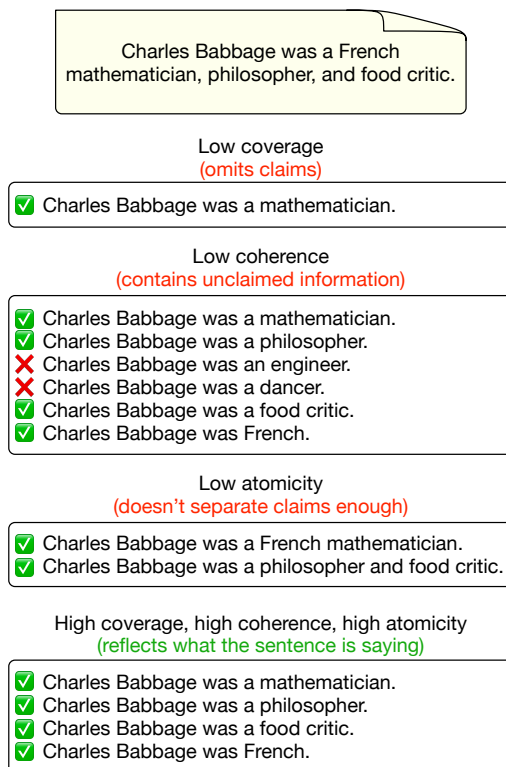 Charles Babbage was a French
mathematician, philosopher, and food critic.
Low coverage
(omits claims)
✅ Charles Babbage was a mathematician.
Low coherence
(contains unclaimed information)
✅ Charles Babbage was a mathematician.
✅ Charles Babbage was a philosopher.
❌ Charles Babbage was an engineer.
❌ Charles Babbage was a dancer.
✅ Charles Babbage was a food critic.
✅ Charles Babbage was French.
Low atomicity
(doesn't separate claims enough)
✅ Charles Babbage was a French mathematician.
✅ Charles Babbage was a philosopher and food critic.
High coverage, high coherence, high atomicity
(reflects what the sentence is saying)
✅ Charles Babbage was a mathematician.
✅ Charles Babbage was a philosopher.
✅ Charles Babbage was a food critic.
✅ Charles Babbage was French.